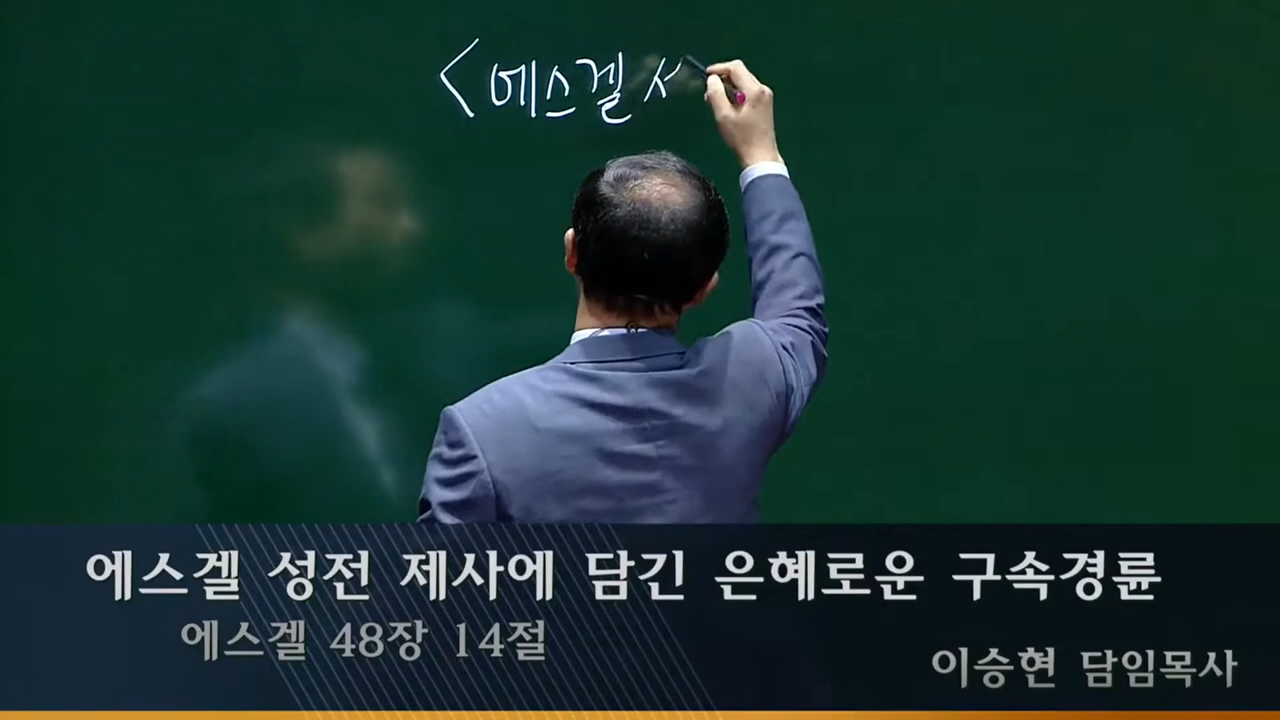 <에스겔 ㅅ
에스겔 성전 제사에 담긴 은혜로운 구속경륜
에스겔 48장 14절
이승현 담임목사